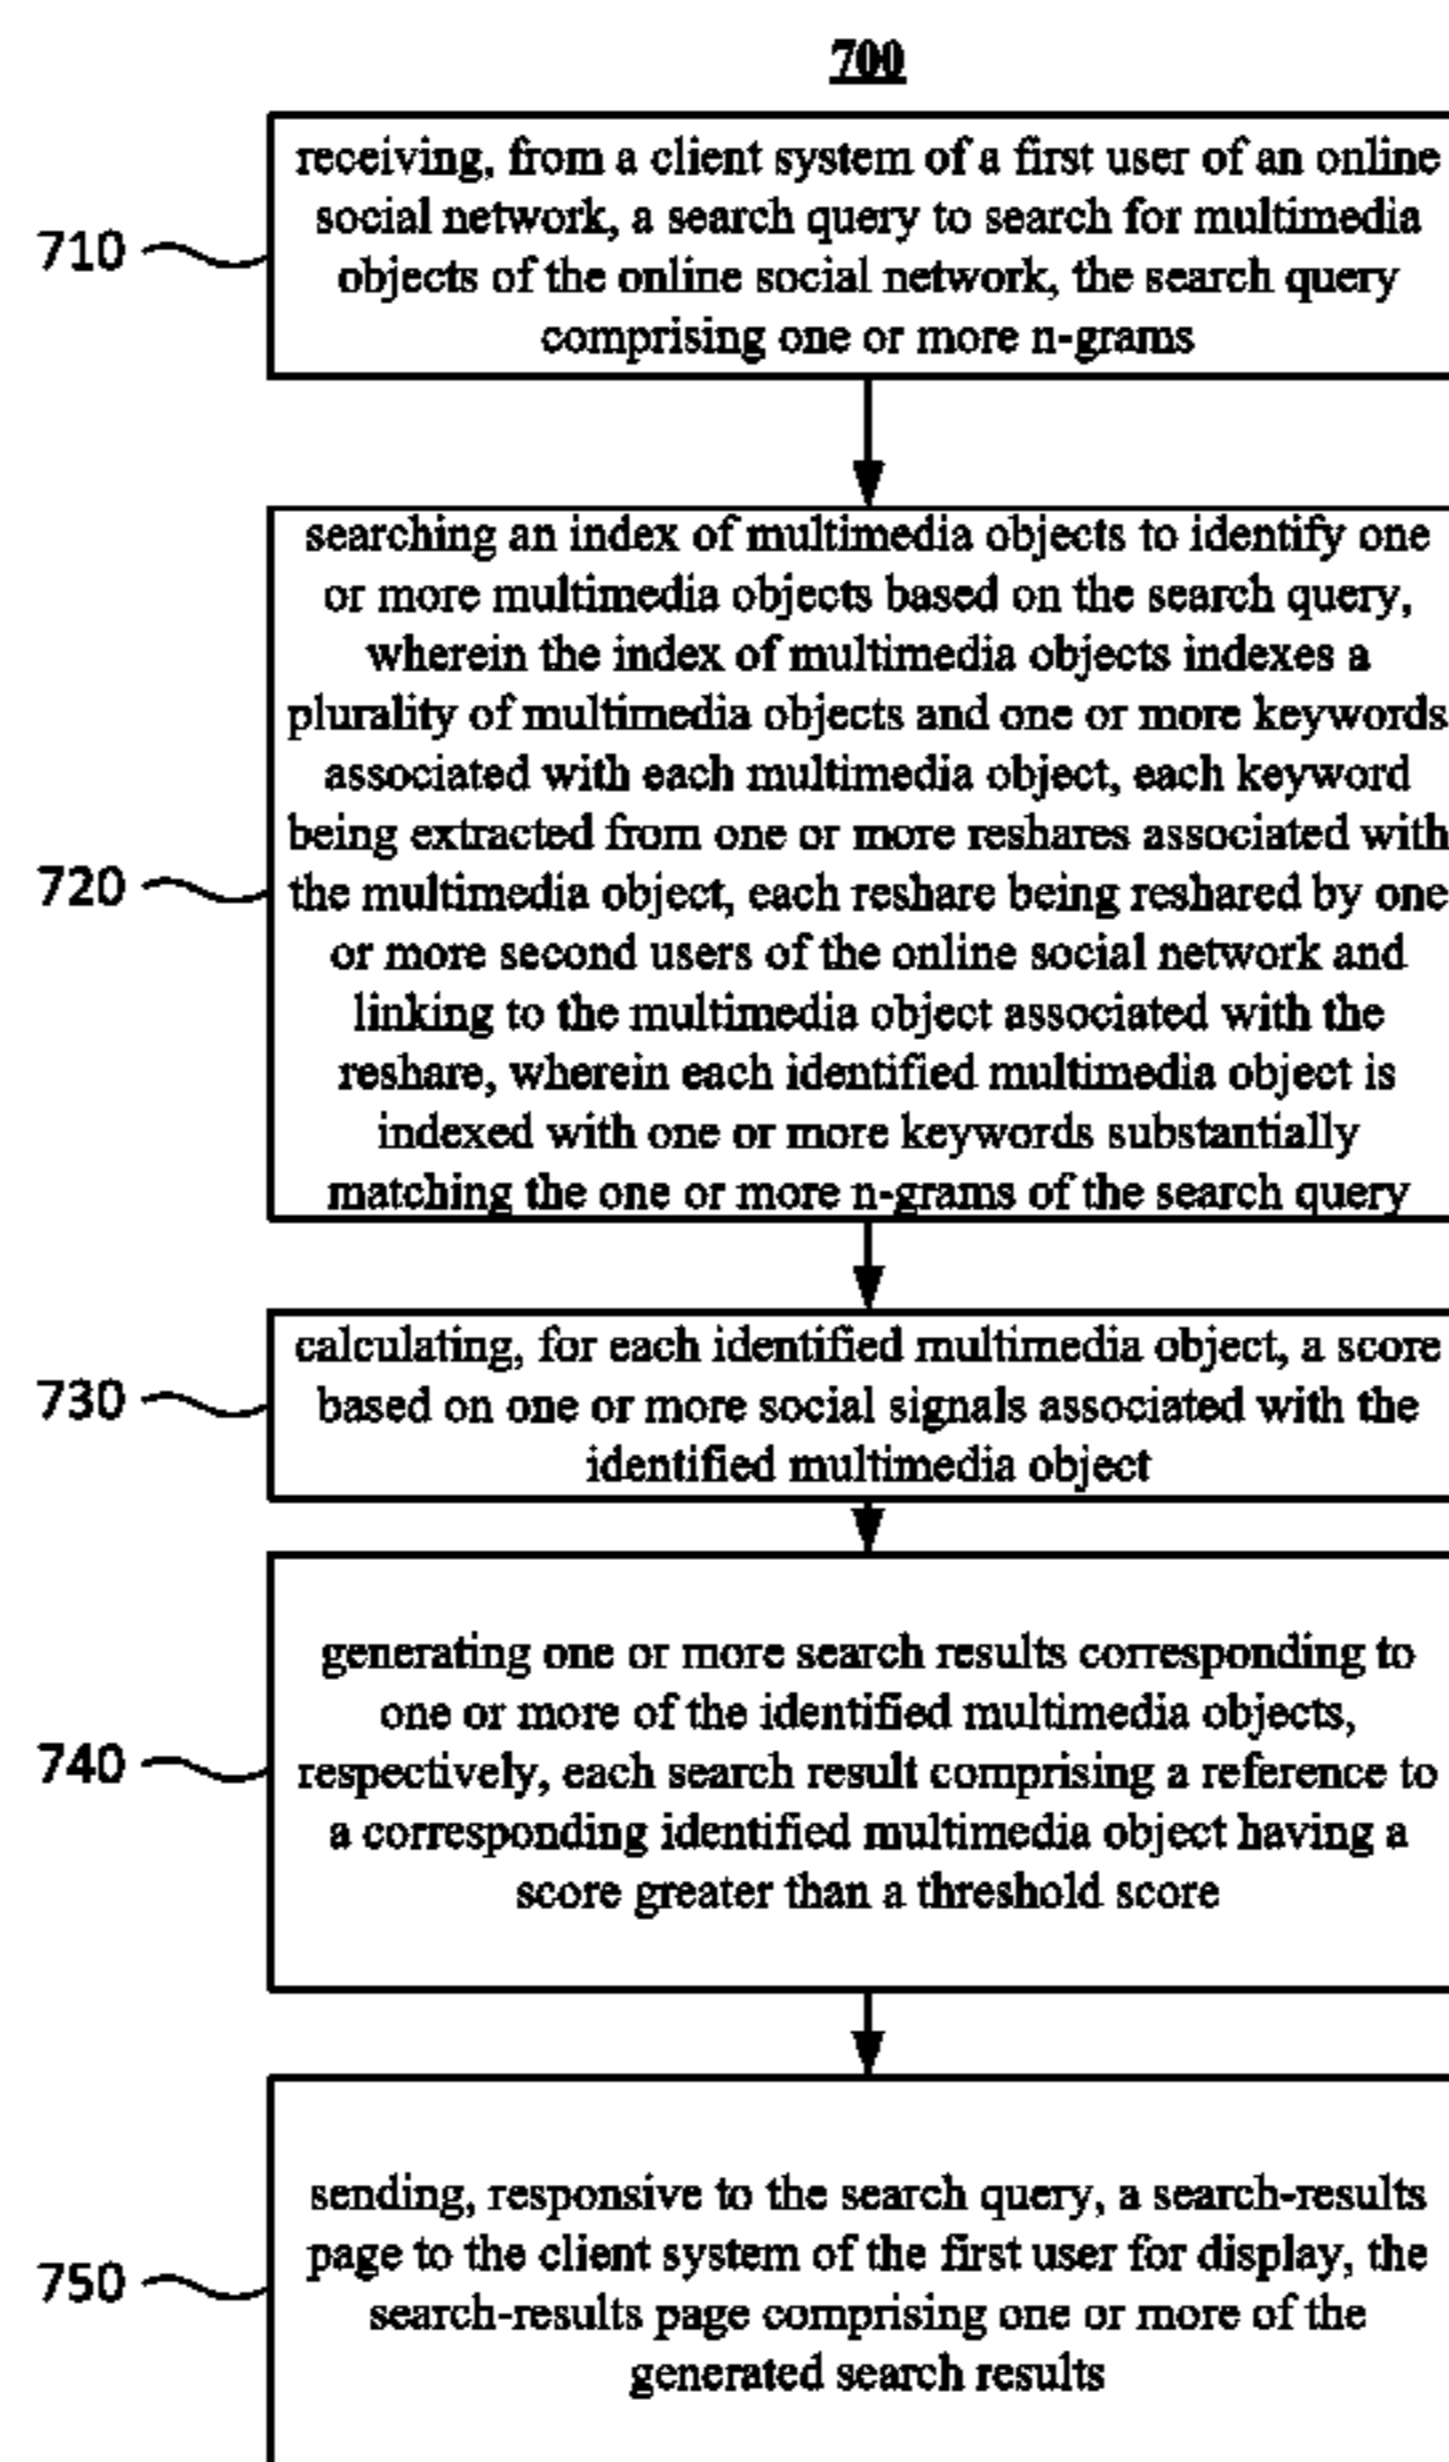 700
710
receiving, from a client system of a first user of an online
social network, a search query to search for multimedia
objects of the online social network, the search query
comprising one or more n-grams
720
searching an index of multimedia objects to identify one
or more multimedia objects based on the search query,
wherein the index of multimedia objects indexes a
plurality of multimedia objects and one or more keywords
associated with each multimedia object, each keyword
being extracted from one or more reshares associated with
the multimedia object, each reshare being reshared by one
or more second users of the online social network and
linking to the multimedia object associated with the
reshare, wherein each identified multimedia object is
indexed with one or more keywords substantially
matching the one or more n-grams of the search query
730
calculating, for each identified multimedia object, a score
based on one or more social signals associated with the
identified multimedia object
740
generating one or more search results corresponding to
one or more of the identified multimedia objects,
respectively, each search result comprising a reference to
a corresponding identified multimedia object having a
score greater than a threshold score
750
sending, responsive to the search query, a search-results
page to the client system of the first user for display, the
search-results page comprising one or more of the
generated search results